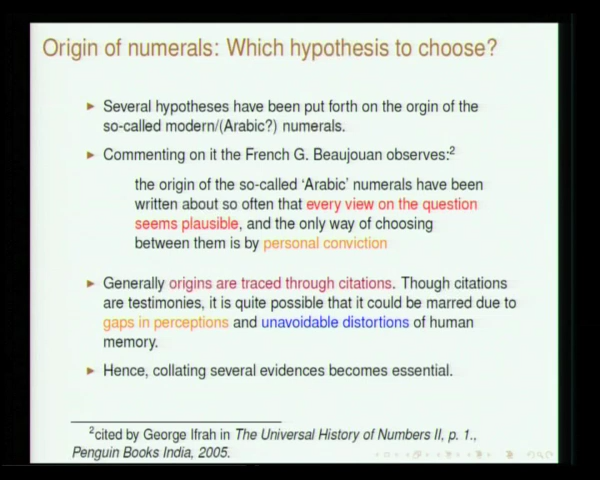 Origin of numerals: Which hypothesis to choose?
► Several hypotheses have been put forth on the orgin of the
so-called modern/(Arabic?) numerals.
► Commenting on it the French G. Beaujouan observes:2
the origin of the so-called ‘Arabic’ numerals have been
written about so often that every view on the question
seems plausible, and the only way of choosing
between them is by personal conviction
► Generally origins are traced through citations. Though citations
are testimonies, it is quite possible that it could be marred due to
gaps in perceptions and unavoidable distortions of human
memory.
► Hence, collating several evidences becomes essential.
2cited by George Ifrah in The Universal History of Numbers II, p. 1.,
Penguin Books India, 2005.